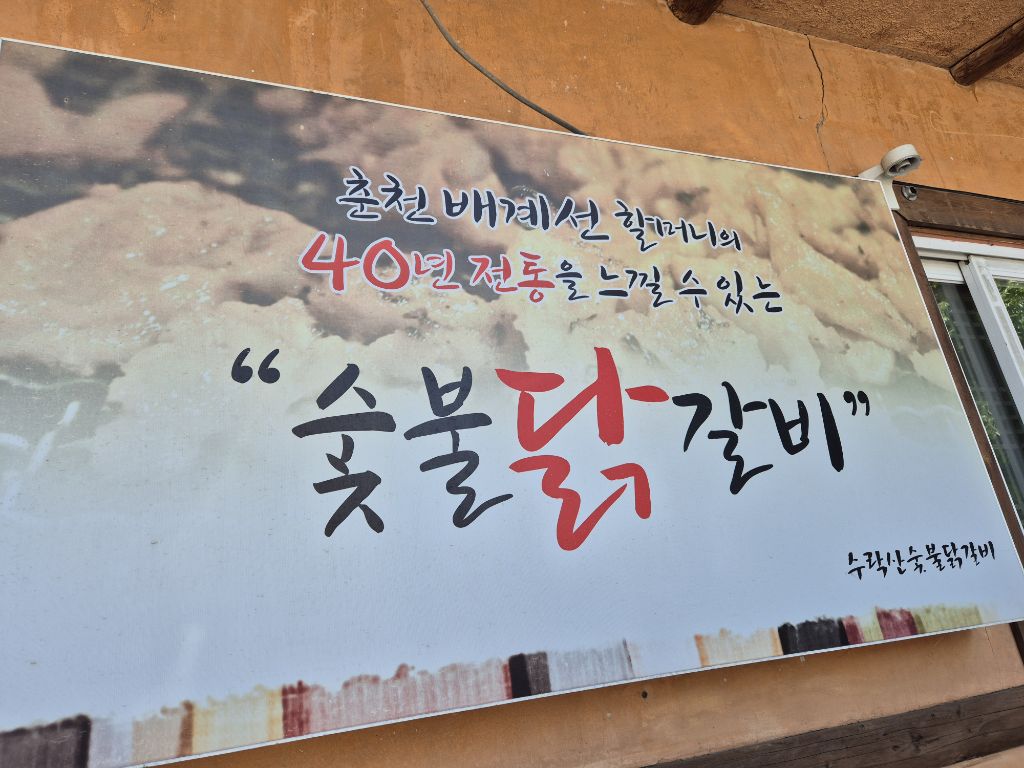 춘천 배계선 할머니의
40년 전통을 느낄 수 있는
“숯불닭갈비”
수락산숯불닭갈비